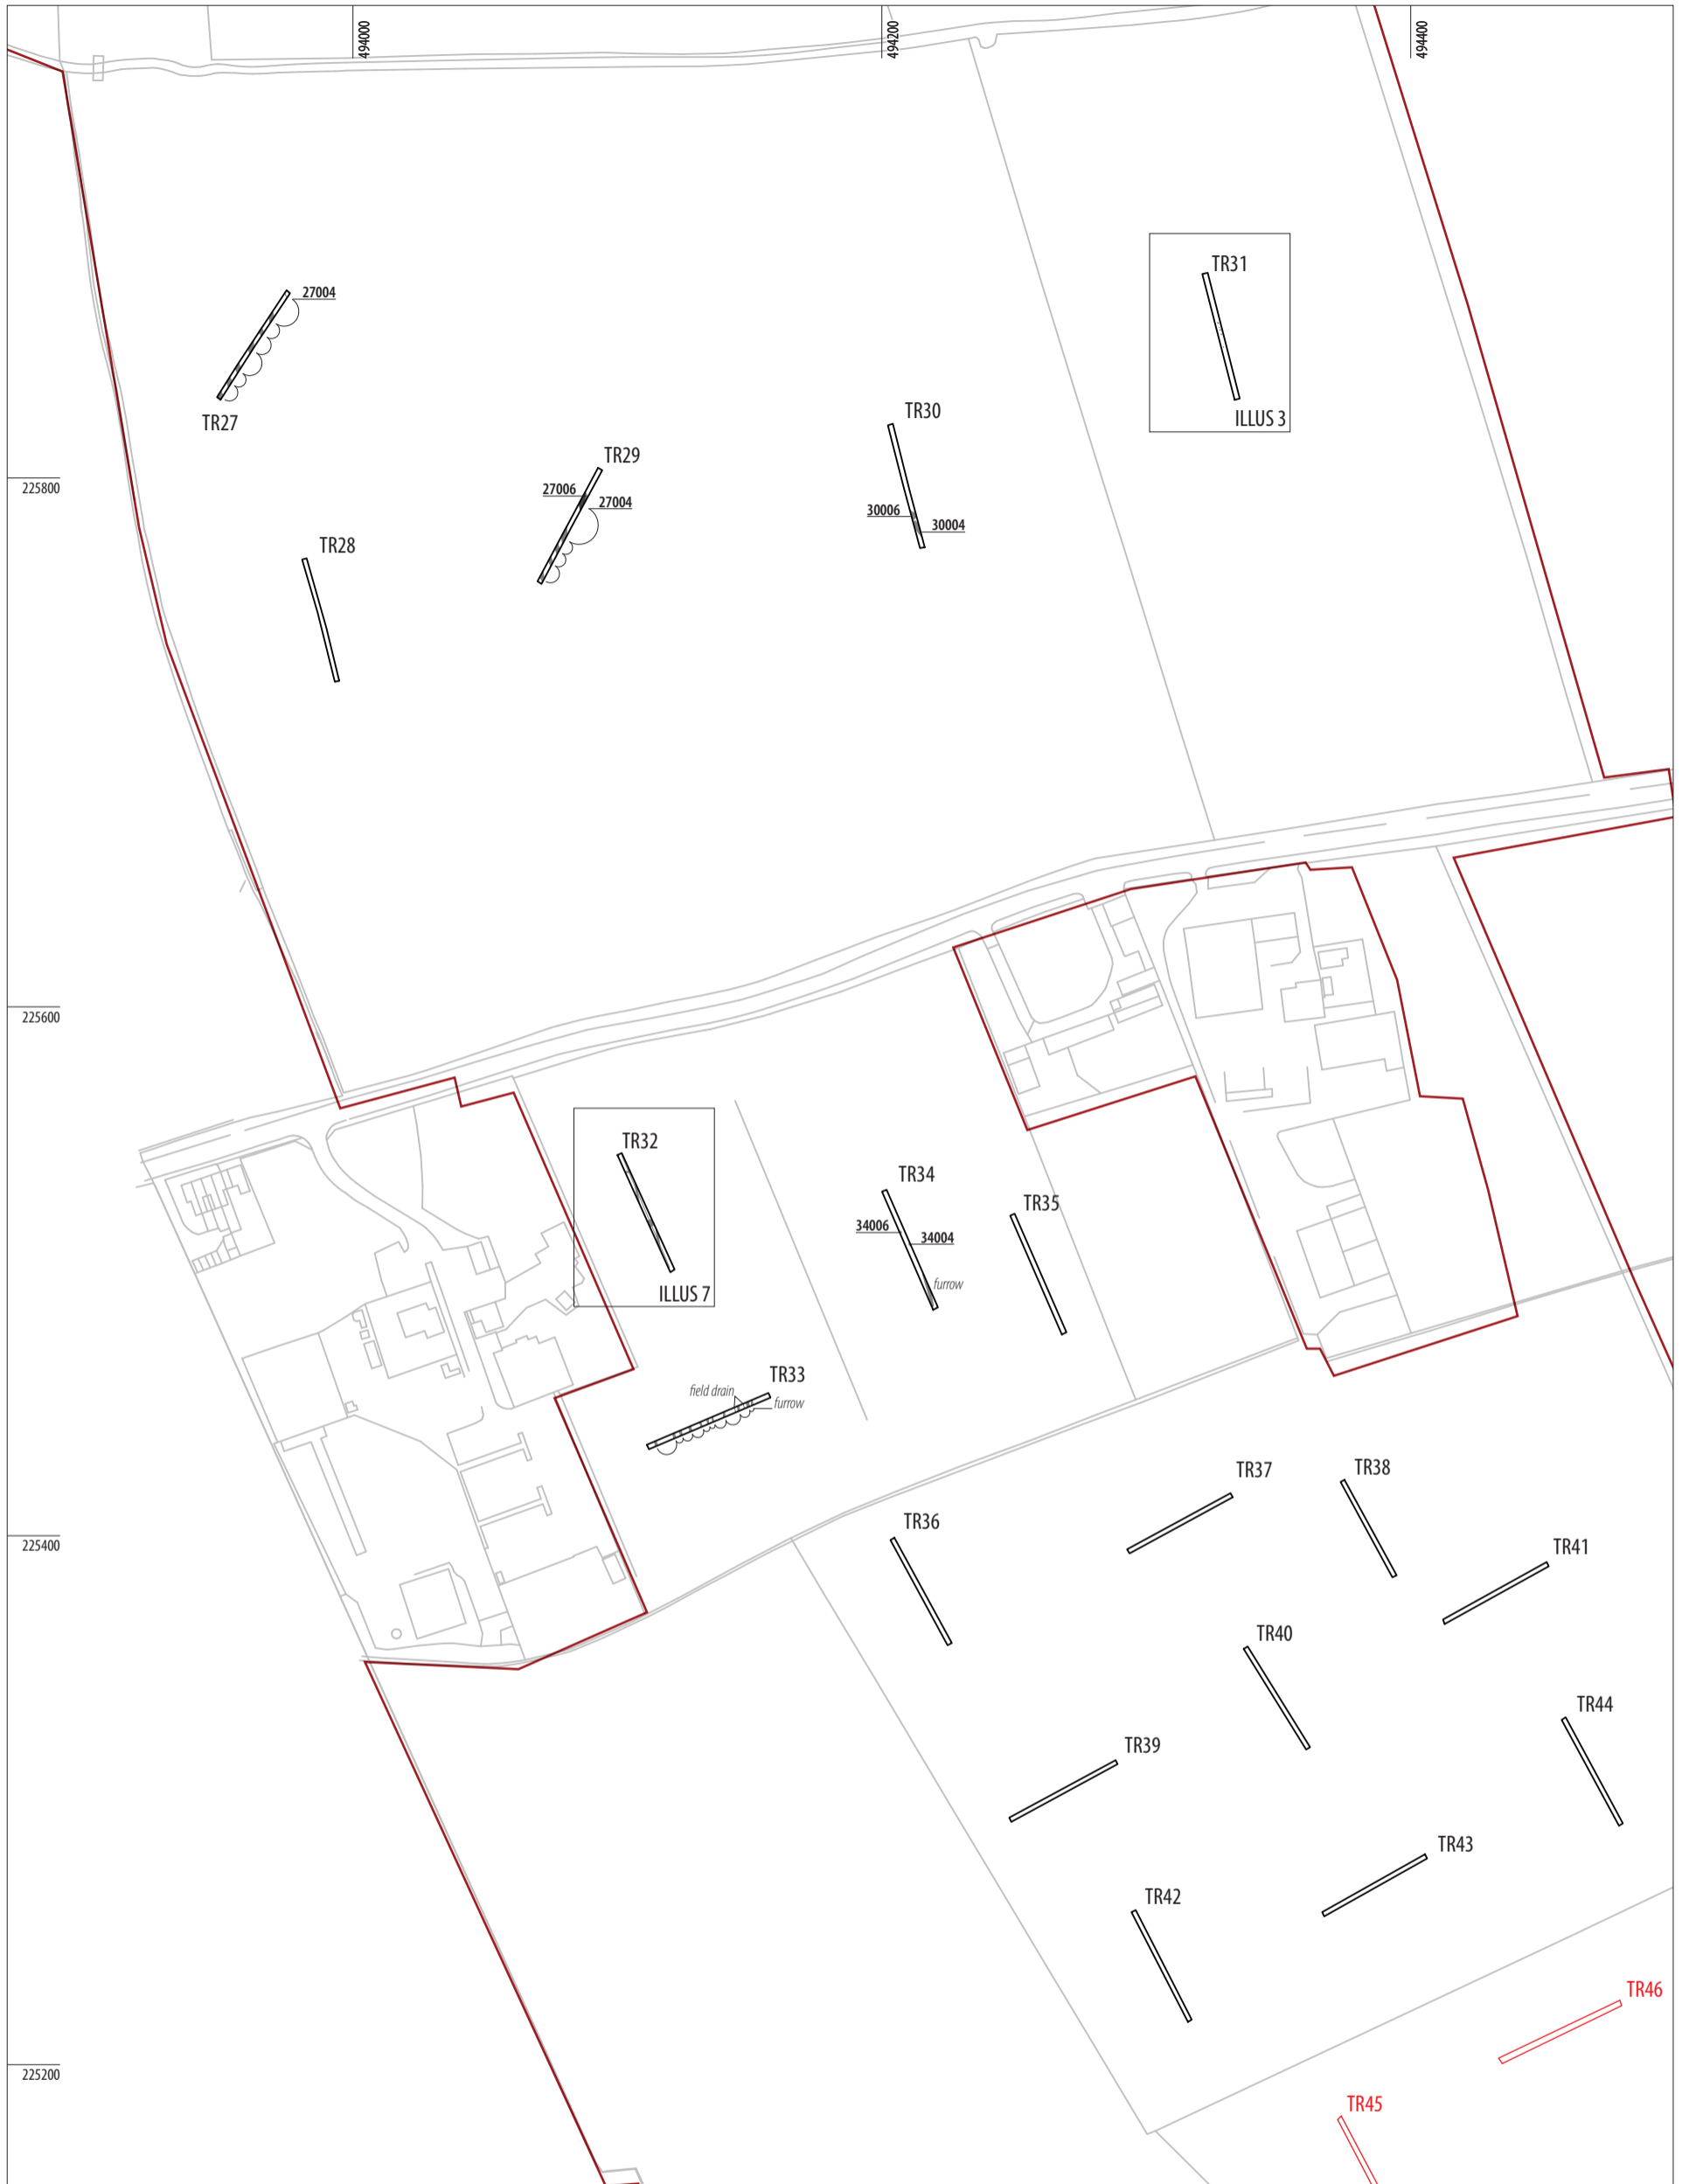 494000
494200
494400
TR31
27004
TR30
ILLUS 3
TR27
TR29
225800
27006
27004
30006
30004
TR28
225600
TR32
TR34
TR35
34006
34004
furrow
ILLUS 7
TR33
field drain
furrow
TR37
TR38
TR36
225400
TR41
TR40
TR44
TR39
TR43
TR42
TR46
225200
TR45